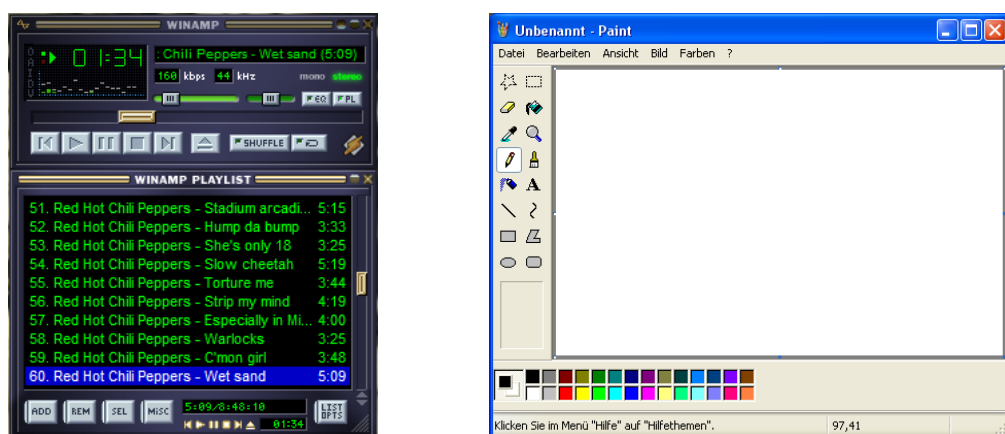 WINAMP
01:34
: Chili Peppers - Wet sand (5:09)
160 kbps 44 kHz mono stereo
EQ PL
SHUFFLE
WINAMP PLAYLIST
51. Red Hot Chili Peppers - Stadium arcadi... 5:15
52. Red Hot Chili Peppers - Hump da bump 3:33
53. Red Hot Chili Peppers - She's only 18 3:25
54. Red Hot Chili Peppers - Slow cheetah 5:19
55. Red Hot Chili Peppers - Torture me 3:44
56. Red Hot Chili Peppers - Strip my mind 4:19
57. Red Hot Chili Peppers - Especially in Mi... 4:00
58. Red Hot Chili Peppers - Warlocks 3:25
59. Red Hot Chili Peppers - C'mon girl 3:48
60. Red Hot Chili Peppers - Wet sand 5:09
ADD REM SEL MISC 5:09/8:48:10 LIST OPTS
01:34
Unbenannt - Paint
Datei Bearbeiten Ansicht Bild Farben ?
A
Klicken Sie im Menü "Hilfe" auf "Hilfethemen". 97,41